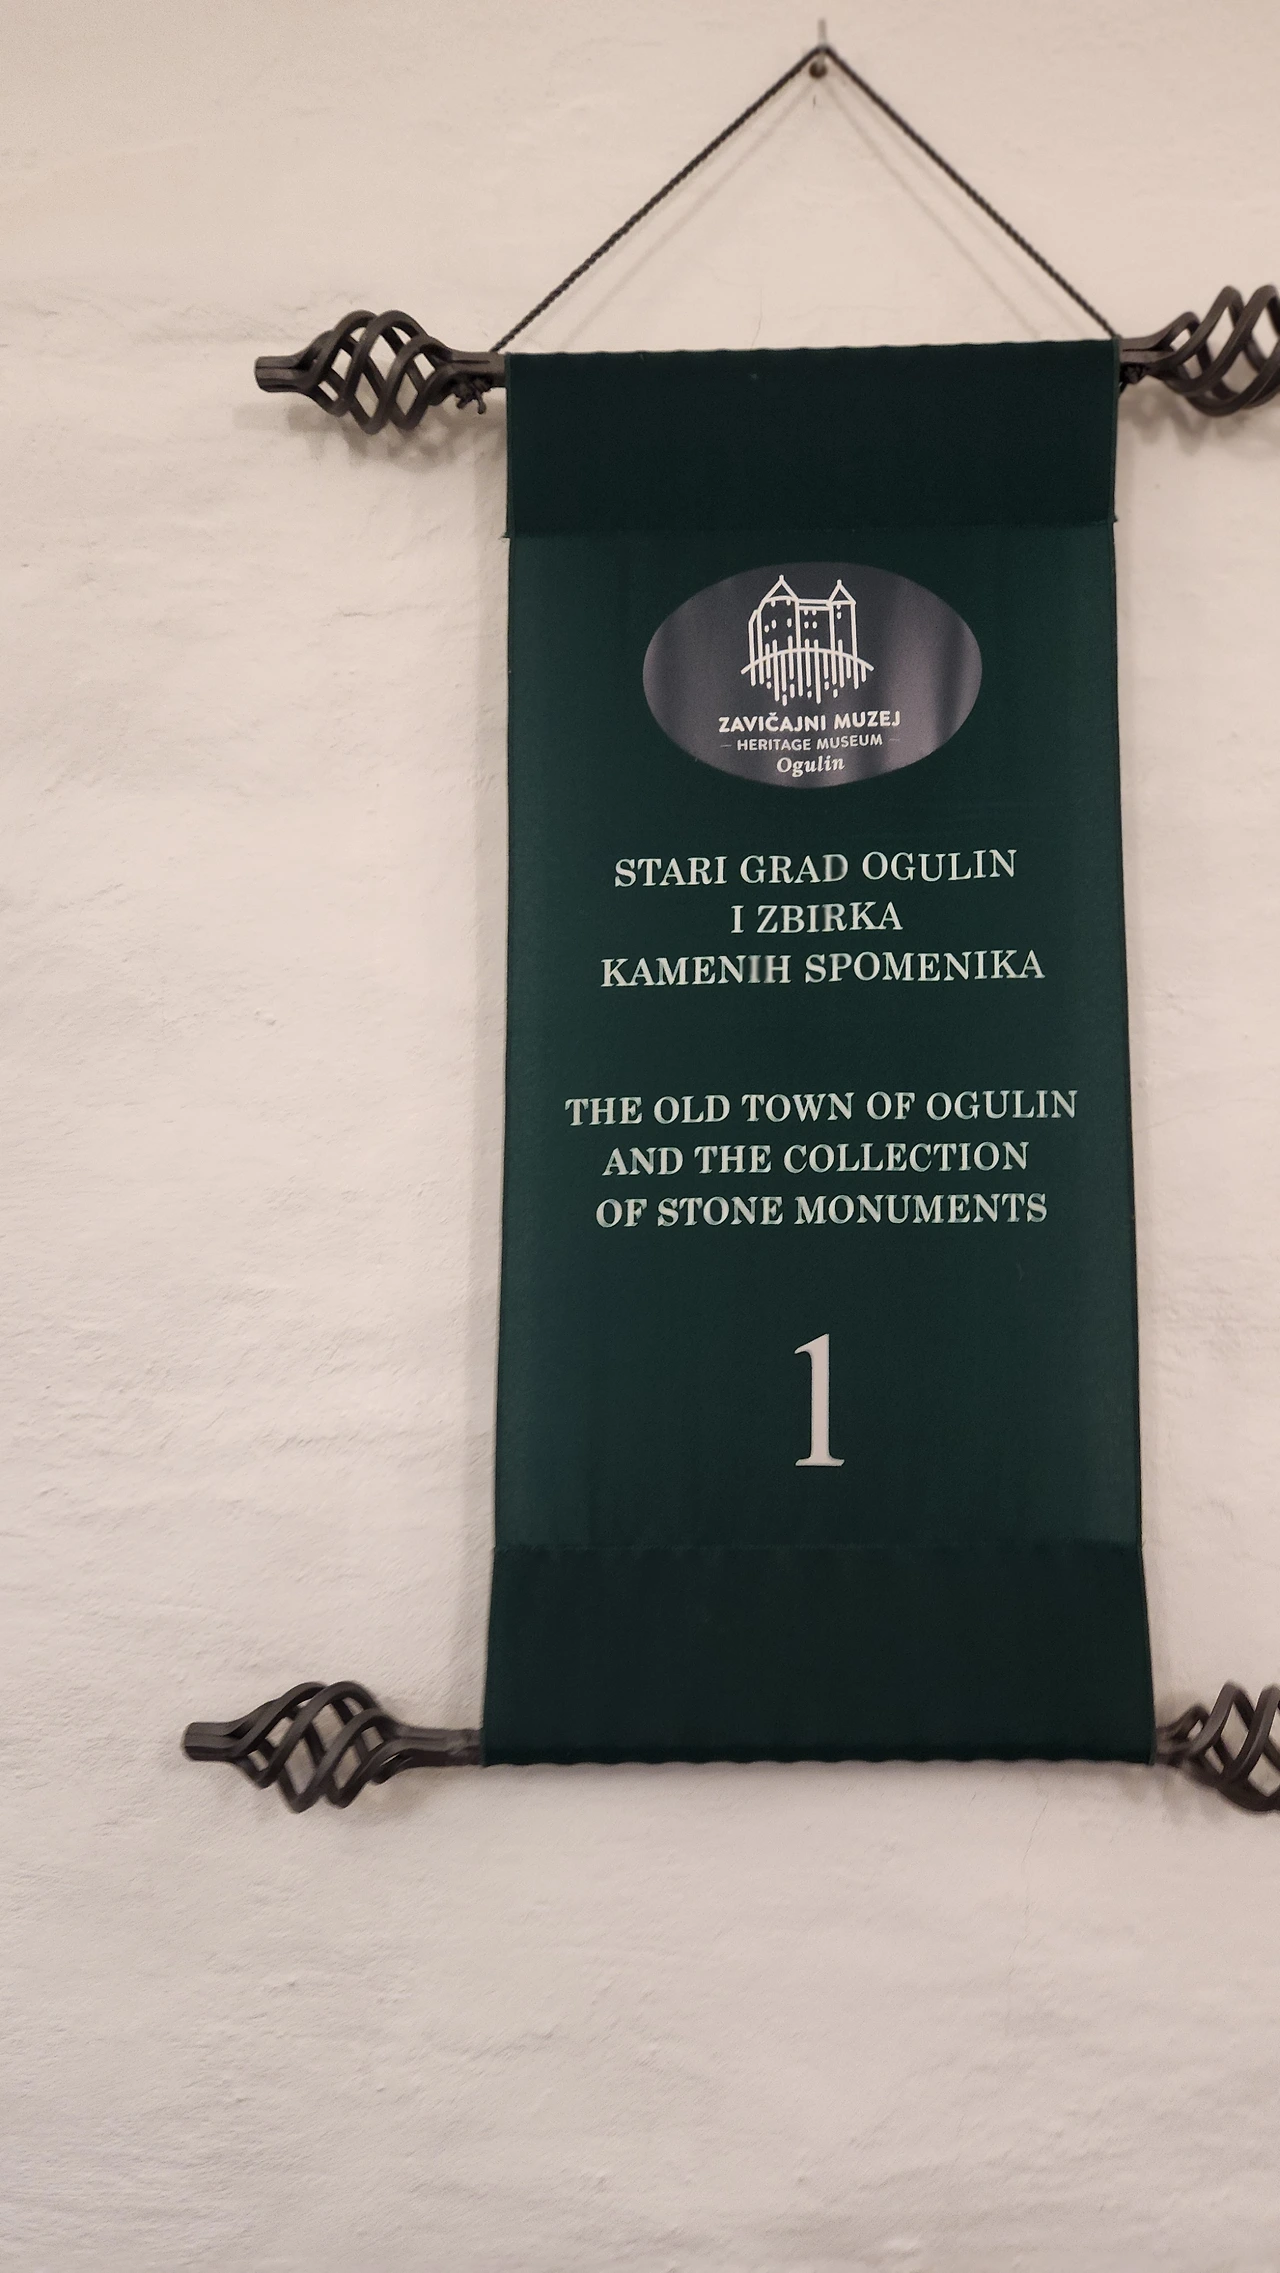 ZAVIČAJNI MUZEJ
HERITAGE MUSEUM
Ogulin
STARI GRAD OGULIN
I ZBIRKA
KAMENIH SPOMENIKA
THE OLD TOWN OF OGULIN
AND THE COLLECTION
OF STONE MONUMENTS
1